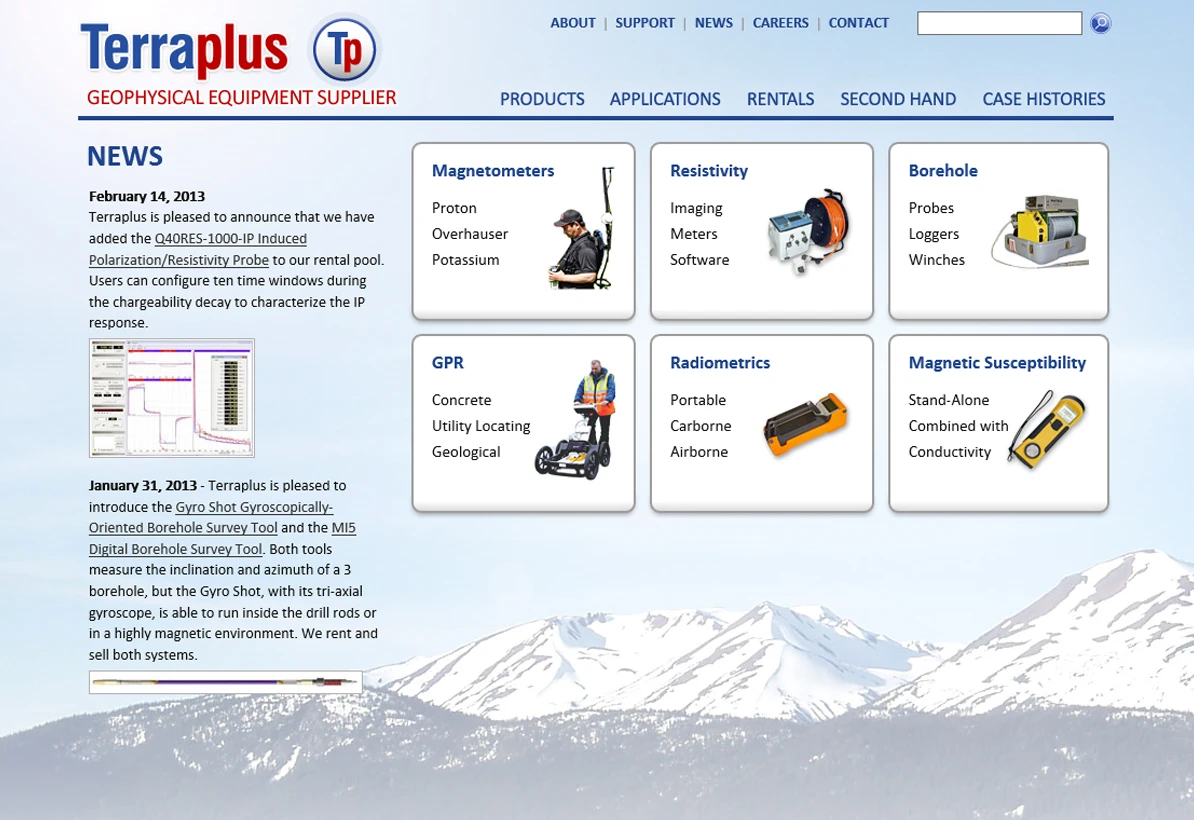 Terraplus Tp
GEOPHYSICAL EQUIPMENT SUPPLIER
ABOUT | SUPPORT | NEWS | CAREERS | CONTACT
PRODUCTS APPLICATIONS RENTALS SECOND HAND CASE HISTORIES
NEWS
February 14, 2013
Terraplus is pleased to announce that we have
added the Q40RES-1000-IP Induced
Polarization/Resistivity Probe to our rental pool.
Users can configure ten time windows during
the chargeability decay to characterize the IP
response.
January 31, 2013 - Terraplus is pleased to
introduce the Gyro Shot Gyroscopically-
Oriented Borehole Survey Tool and the MI5
Digital Borehole Survey Tool. Both tools
measure the inclination and azimuth of a 3
borehole, but the Gyro Shot, with its tri-axial
gyroscope, is able to run inside the drill rods or
in a highly magnetic environment. We rent and
sell both systems.
Magnetometers
Proton
Overhauser
Potassium
Resistivity
Imaging
Meters
Software
Borehole
Probes
Loggers
Winches
GPR
Concrete
Utility Locating
Geological
Radiometrics
Portable
Carborne
Airborne
Magnetic Susceptibility
Stand-Alone
Combined with
Conductivity